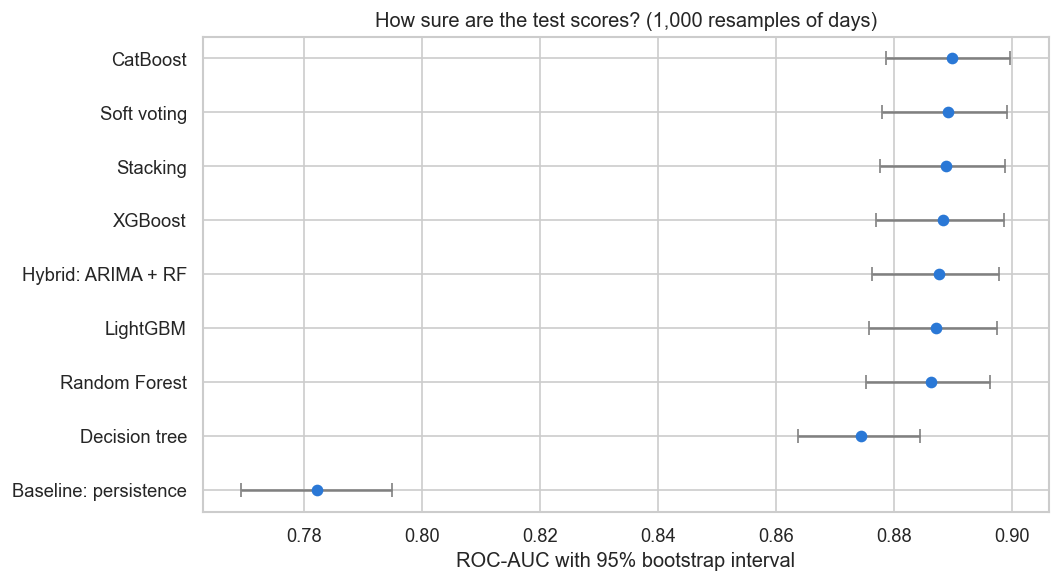 How sure are the test scores? (1,000 resamples of days)
CatBoost
Soft voting
Stacking
XGBoost
Hybrid: ARIMA + RF
LightGBM
Random Forest
Decision tree
Baseline: persistence
0.78 0.80 0.82 0.84 0.86 0.88 0.90
ROC-AUC with 95% bootstrap interval